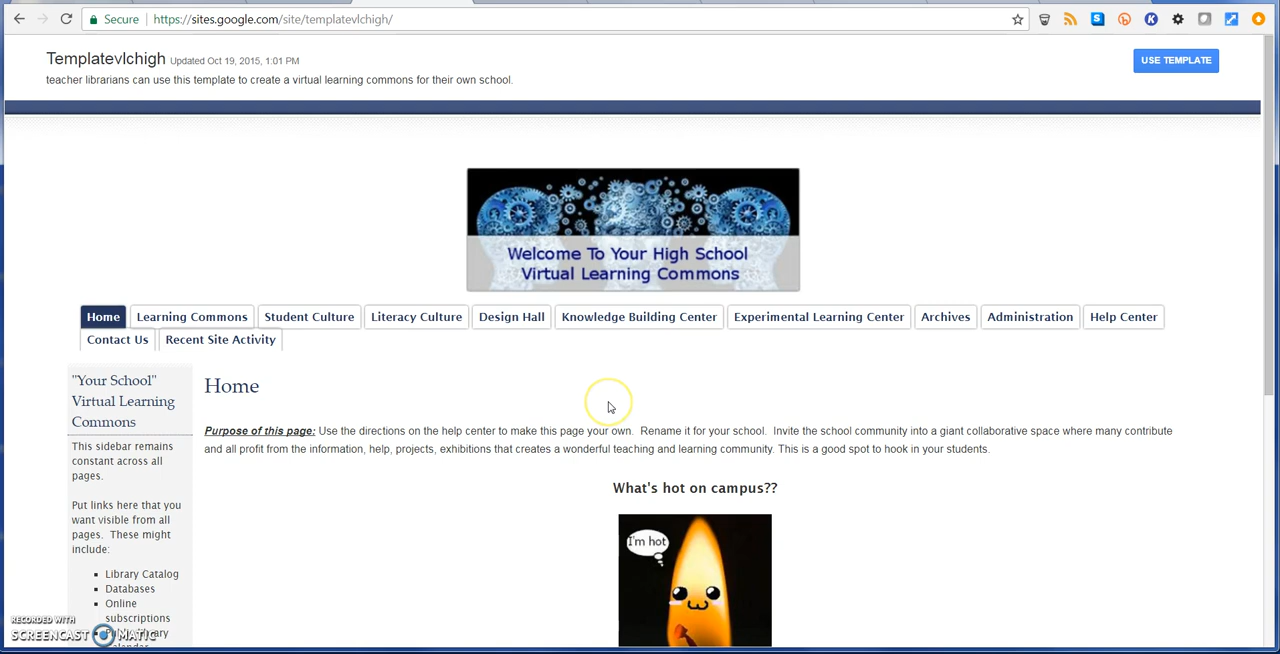 Secure https://sites.google.com/site/templatevlchigh/
Templatevlchigh Updated Oct 19, 2015, 1:01 PM
USE TEMPLATE
teacher librarians can use this template to create a virtual learning commons for their own school.
Welcome To Your High School
Virtual Learning Commons
Home Learning Commons Student Culture Literacy Culture Design Hall Knowledge Building Center Experimental Learning Center Archives Administration Help Center
Contact Us Recent Site Activity
"Your School"
Virtual Learning
Commons
This sidebar remains
constant across all
pages.
Put links here that you
want visible from all
pages. These might
include:
Library Catalog
Databases
Online
subscriptions
Home
Purpose of this page: Use the directions on the help center to make this page your own. Rename it for your school. Invite the school community into a giant collaborative space where many contribute
and all profit from the information, help, projects, exhibitions that creates a wonderful teaching and learning community. This is a good spot to hook in your students.
What's hot on campus??
I'm hot
RECORDED WITH
SCREENCAST MATIC